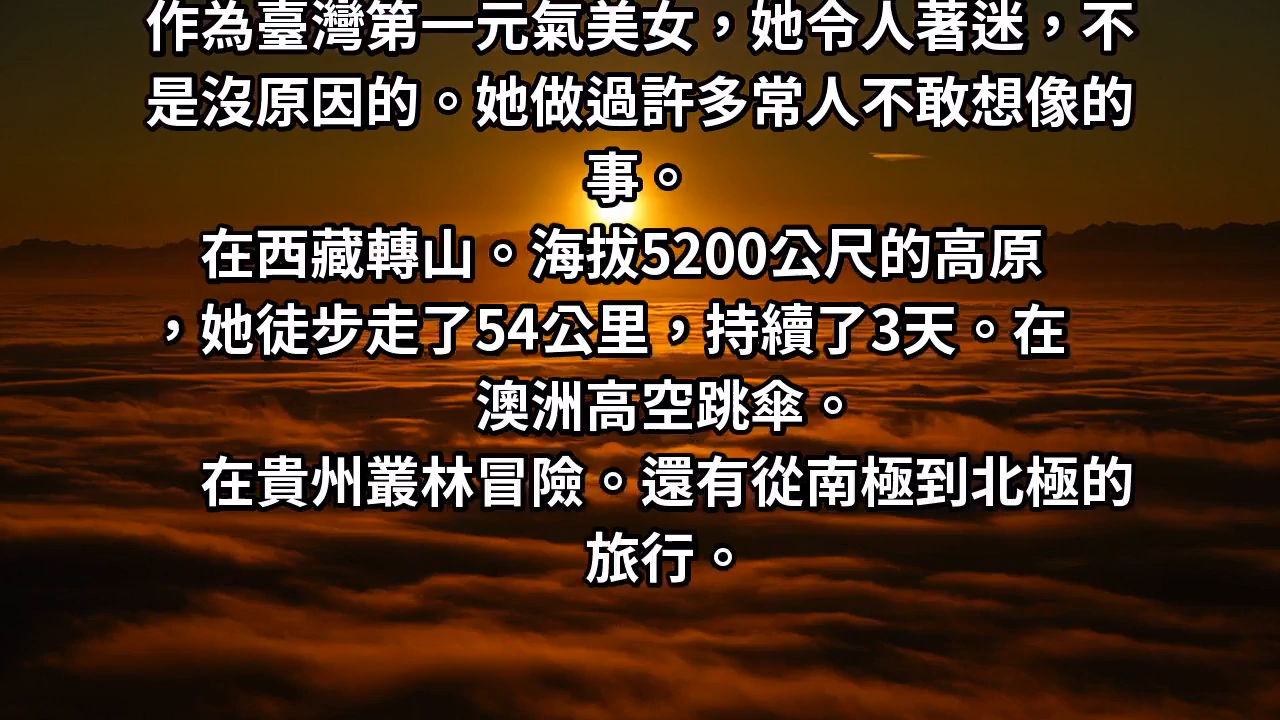 作為臺灣第一元氣美女，她令人著迷，不
是沒原因的。她做過許多常人不敢想像的
事。
在西藏轉山。海拔5200公尺的高原
，她徒步走了54公里，持續了3天。在
澳洲高空跳傘。
在貴州叢林冒險。還有從南極到北極的
旅行。